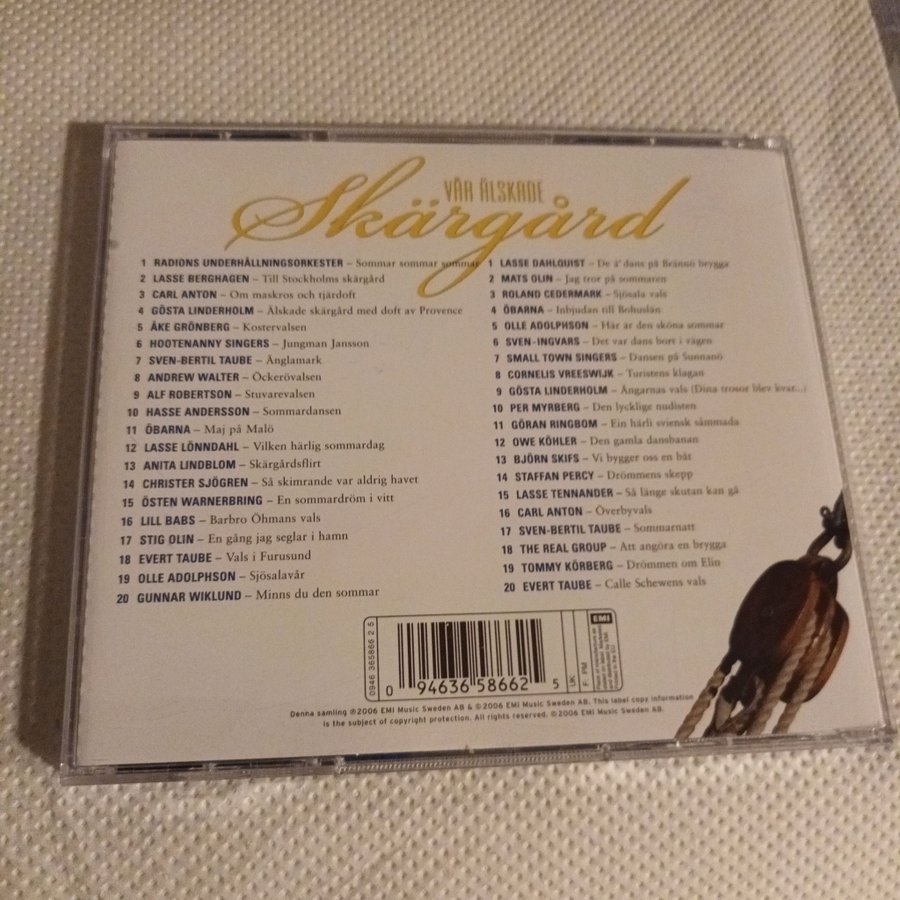 VÅR ÄLSKADE
Skärgård
1 RADIONS UNDERHÅLLNINGSORKESTER – Sommar sommar sommar
2 LASSE BERGHAGEN – Till Stockholms skärgård
3 CARL ANTON – Om maskros och tjärdoft
4 GÖSTA LINDERHOLM – Älskade skärgård med doft av Provence
5 ÅKE GRÖNBERG – Kostervalsen
6 HOOTENANNY SINGERS – Jungman Jansson
7 SVEN-BERTIL TAUBE – Änglamark
8 ANDREW WALTER – Öckerövalsen
9 ALF ROBERTSON – Stuvarevalsen
10 HASSE ANDERSSON – Sommardansen
11 ÖBARNA – Maj på Malö
12 LASSE LÖNNDAHL – Vilken härlig sommardag
13 ANITA LINDBLOM – Skärgårdsflirt
14 CHRISTER SJÖGREN – Så skimrande var aldrig havet
15 ÖSTEN WARNERBRING – En sommardröm i vitt
16 LILL BABS – Barbro Öhmans vals
17 STIG OLIN – En gång jag seglar i hamn
18 EVERT TAUBE – Vals i Furusund
19 OLLE ADOLPHSON – Sjösalavår
20 GUNNAR WIKLUND – Minns du den sommar
1 LASSE DAHLQUIST – De ä' dans på Brännö brygga
2 MATS OLIN – Jag tror på sommaren
3 ROLAND CEDERMARK – Sjösala vals
4 ÖBARNA – Inbjudan till Bohuslän
5 OLLE ADOLPHSON – Här är den sköna sommar
6 SVEN-INGVARS – Det var dans bort i vägen
7 SMALL TOWN SINGERS – Dansen på Sunnanö
8 CORNELIS VREESWIJK – Turistens klagan
9 GÖSTA LINDERHOLM – Ängarnas vals (Dina trosor blev kvar...)
10 PER MYRBERG – Den lycklige nudisten
11 GÖRAN RINGBOM – Ein härli sviensk såmmada
12 OWE KÖHLER – Den gamla dansbanan
13 BJÖRN SKIFS – Vi bygger oss en båt
14 STAFFAN PERCY – Drömmens skepp
15 LASSE TENNANDER – Så länge skutan kan gå
16 CARL ANTON – Överbyvals
17 SVEN-BERTIL TAUBE – Sommarnatt
18 THE REAL GROUP – Att angöra en brygga
19 TOMMY KÖRBERG – Drömmen om Elin
20 EVERT TAUBE – Calle Schewens vals
0946 365866 2 5
0 94636 58662 5
UK
F: PM
EMI
Denna samling ℗2006 EMI Music Sweden AB & ©2006 EMI Music Sweden AB. This label copy information
is the subject of copyright protection. All rights reserved. ©2006 EMI Music Sweden AB.